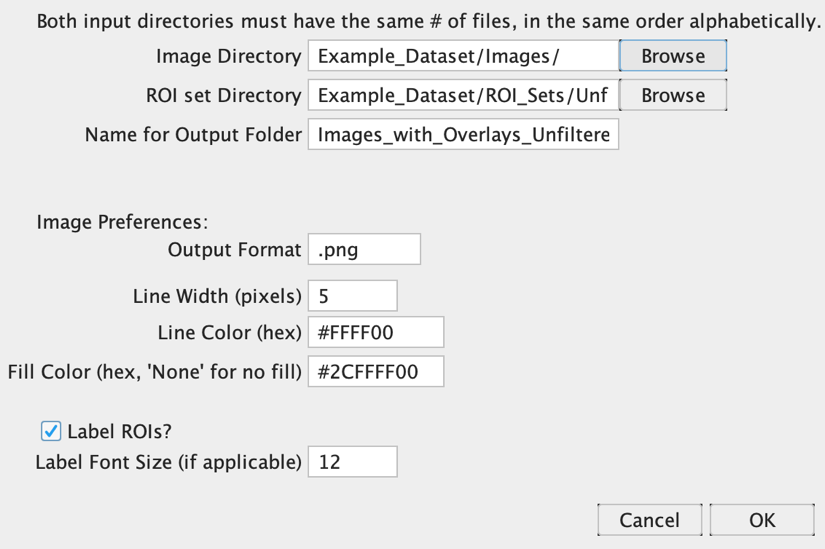 Both input directories must have the same # of files, in the same order alphabetically.
Image Directory Example_Dataset/Images/ Browse
ROI set Directory Example_Dataset/ROI_Sets/Unf Browse
Name for Output Folder Images_with_Overlays_Unfiltere
Image Preferences:
Output Format .png
Line Width (pixels) 5
Line Color (hex) #FFFF00
Fill Color (hex, 'None' for no fill) #2CFFFF00
Label ROIs?
Label Font Size (if applicable) 12
Cancel OK